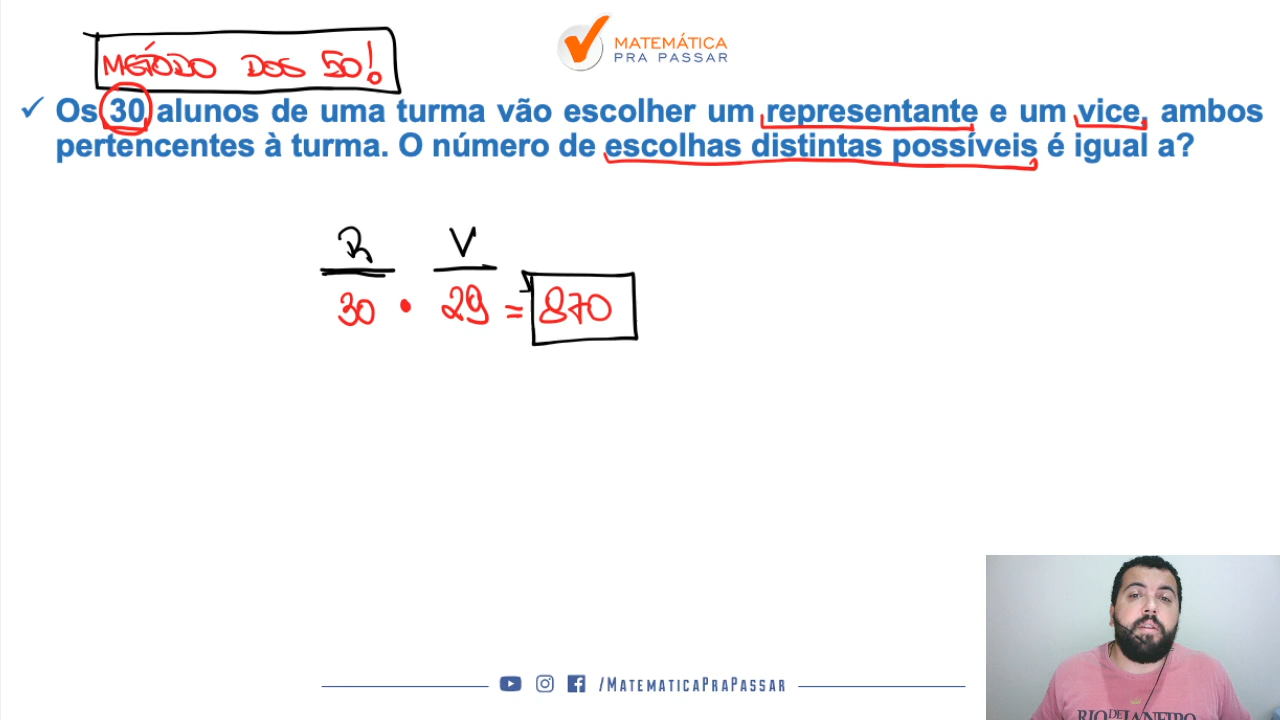 MÉTODO DOS 50!
MATEMÁTICA
PRA PASSAR
✓ Os 30 alunos de uma turma vão escolher um representante e um vice, ambos
pertencentes à turma. O número de escolhas distintas possíveis é igual a?
R V
30 • 29 = 870
/MATEMATICAPRAPASSAR
RIO DE JANEIRO